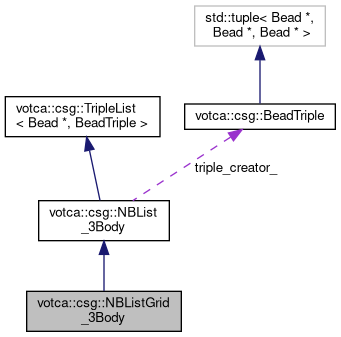 std::tuple< Bead *,
Bead *, Bead * >
votca::csg::TripleList
< Bead *, BeadTriple >
votca::csg::BeadTriple
triple_creator_
votca::csg::NBList
_3Body
votca::csg::NBListGrid
_3Body